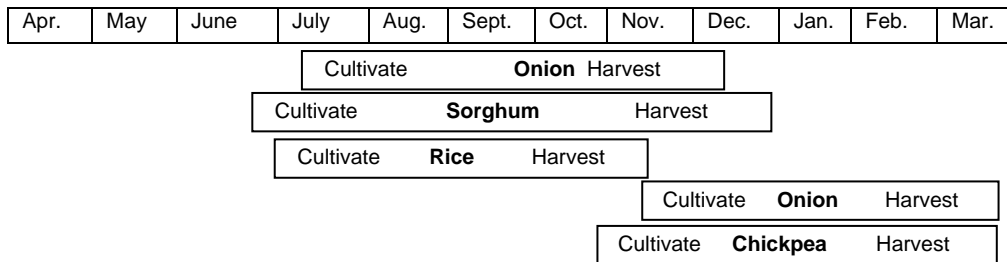 Apr. May June July Aug. Sept. Oct. Nov. Dec. Jan. Feb. Mar.
Cultivate Onion Harvest
Cultivate Sorghum Harvest
Cultivate Rice Harvest
Cultivate Onion Harvest
Cultivate Chickpea Harvest